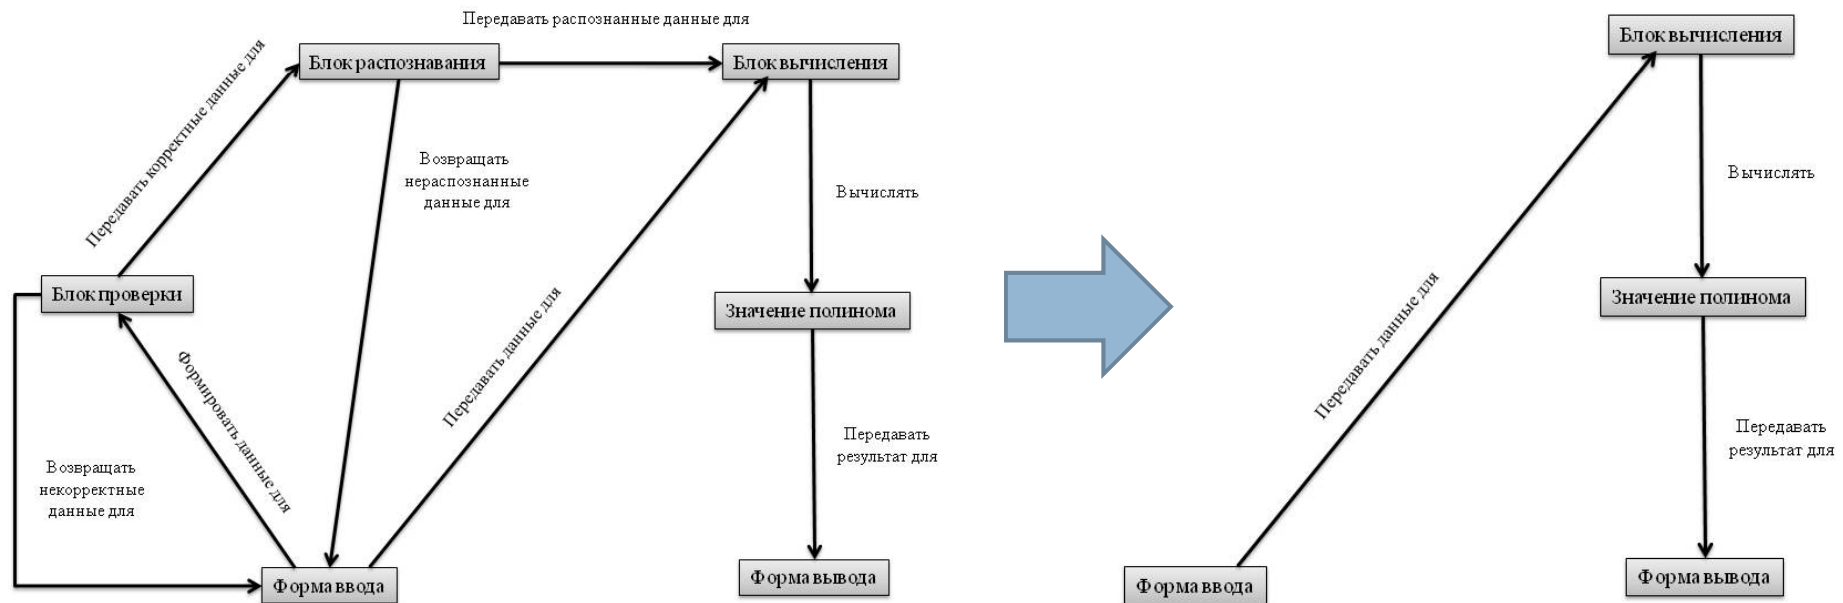 Передавать распознанные данные для
Блок распознавания
Блок вычисления
Передавать корректные данные для
Возвращать
нераспознанные
данные для
Вычислять
Блок проверки
Значение полинома
Передавать данные для
Формировать данные для
Возвращать
некорректные
данные для
Передавать
результат для
Форма ввода
Форма вывода
Блок вычисления
Вычислять
Передавать данные для
Значение полинома
Передавать
результат для
Форма ввода
Форма вывода